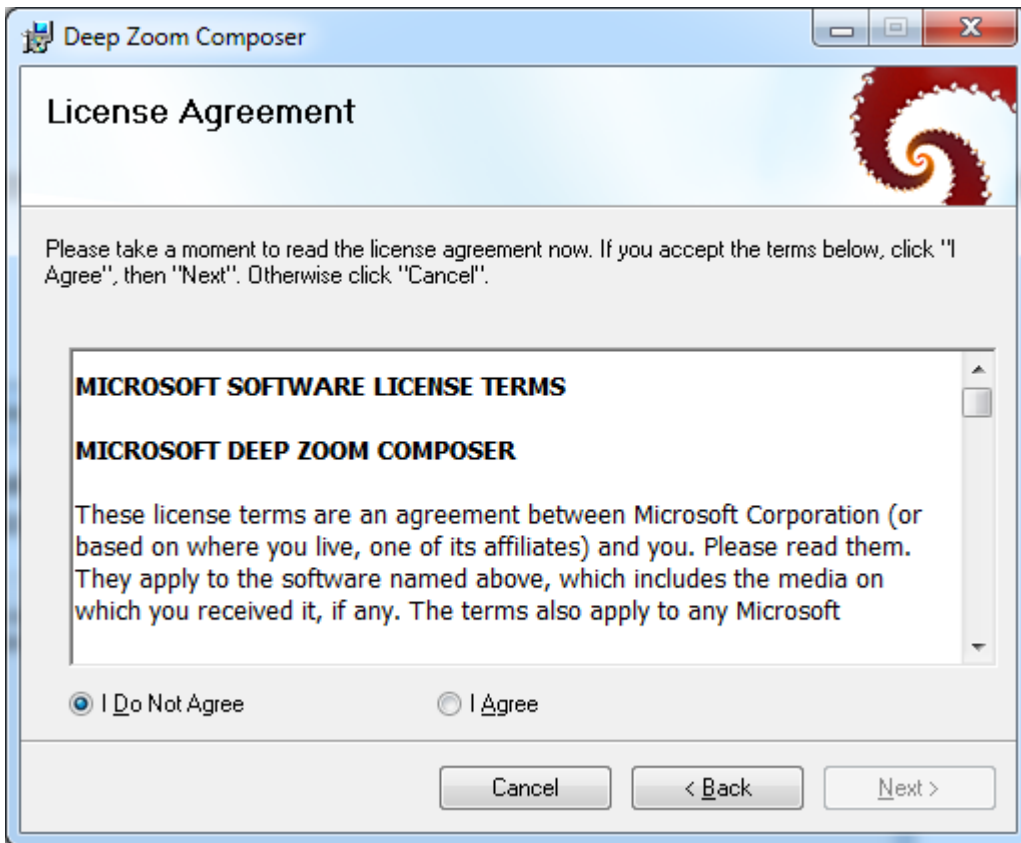 Deep Zoom Composer
License Agreement
Please take a moment to read the license agreement now. If you accept the terms below, click "I
Agree", then "Next". Otherwise click "Cancel".
MICROSOFT SOFTWARE LICENSE TERMS
MICROSOFT DEEP ZOOM COMPOSER
These license terms are an agreement between Microsoft Corporation (or
based on where you live, one of its affiliates) and you. Please read them.
They apply to the software named above, which includes the media on
which you received it, if any. The terms also apply to any Microsoft
I Do Not Agree I Agree
Cancel < Back Next >